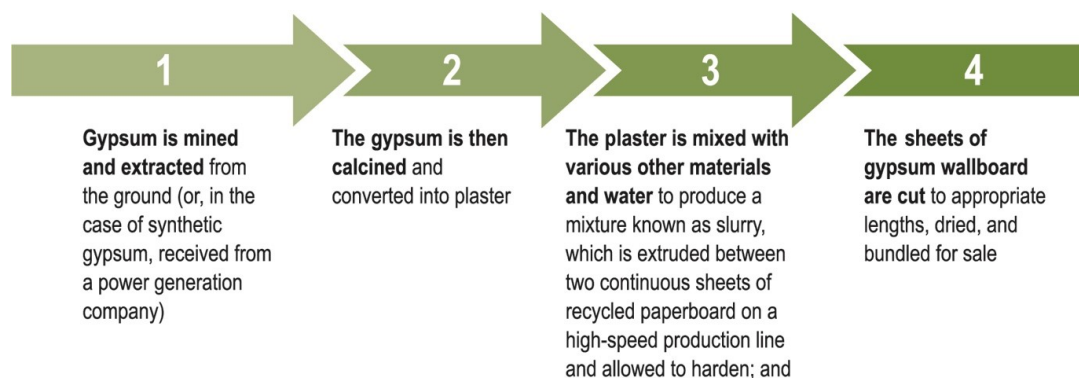 1
Gypsum is mined
and extracted from
the ground (or, in the
case of synthetic
gypsum, received from
a power generation
company)
2
The gypsum is then
calcined and
converted into plaster
3
The plaster is mixed with
various other materials
and water to produce a
mixture known as slurry,
which is extruded between
two continuous sheets of
recycled paperboard on a
high-speed production line
and allowed to harden; and
4
The sheets of
gypsum wallboard
are cut to appropriate
lengths, dried, and
bundled for sale